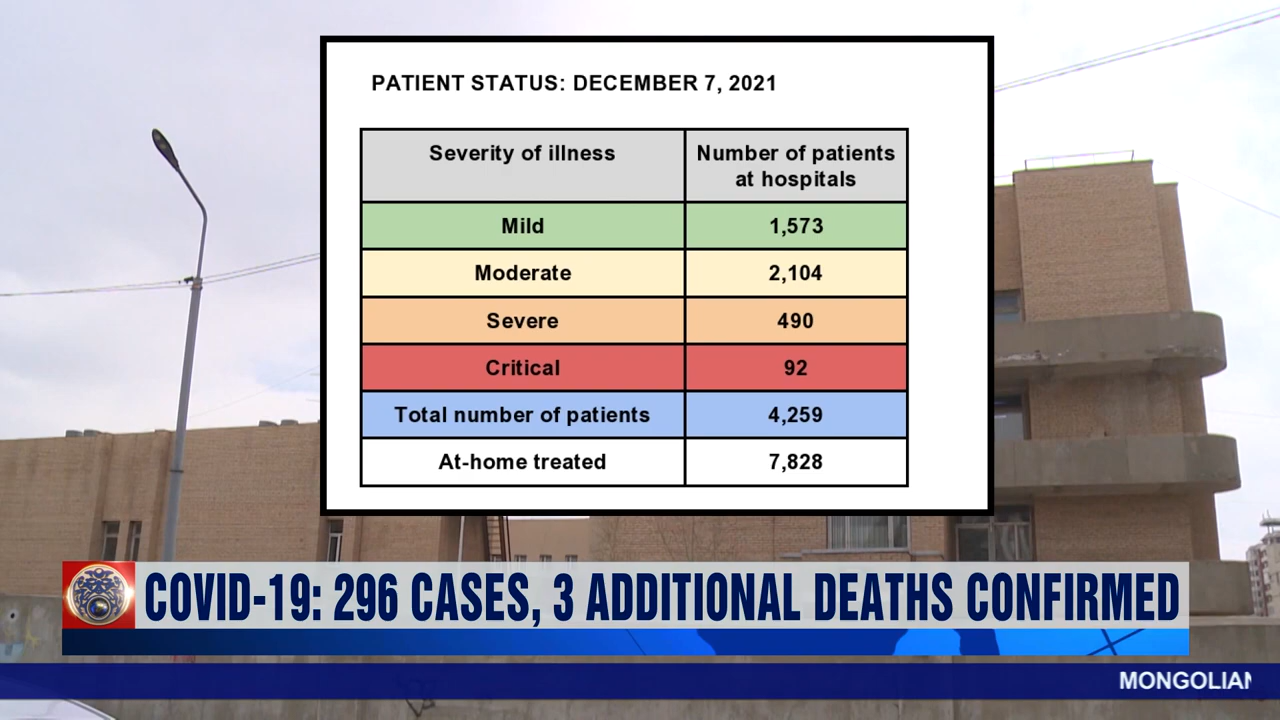 PATIENT STATUS: DECEMBER 7, 2021
Severity of illness
Number of patients
at hospitals
Mild 1,573
Moderate 2,104
Severe 490
Critical 92
Total number of patients 4,259
At-home treated 7,828
COVID-19: 296 CASES, 3 ADDITIONAL DEATHS CONFIRMED
MONGOLIAN